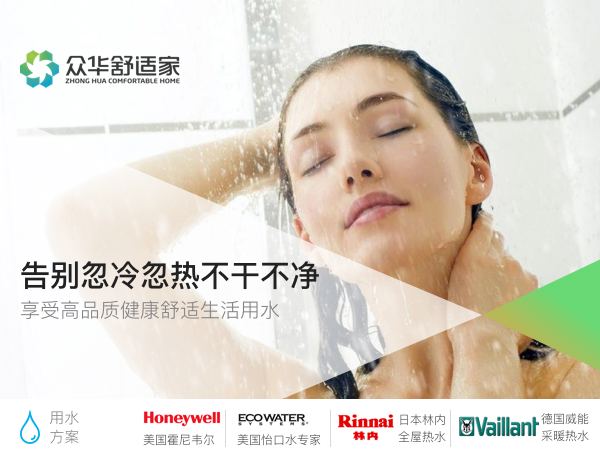 众华舒适家
ZHONG HUA COMFORTABLE HOME
告别忽冷忽热不干不净
享受高品质健康舒适生活用水
用水
方案
Honeywell
美国霍尼韦尔
ECOWATER
SYSTEMS
美国怡口水专家
Rinnai
林内
日本林内
全屋热水
Vaillant
德国威能
采暖热水